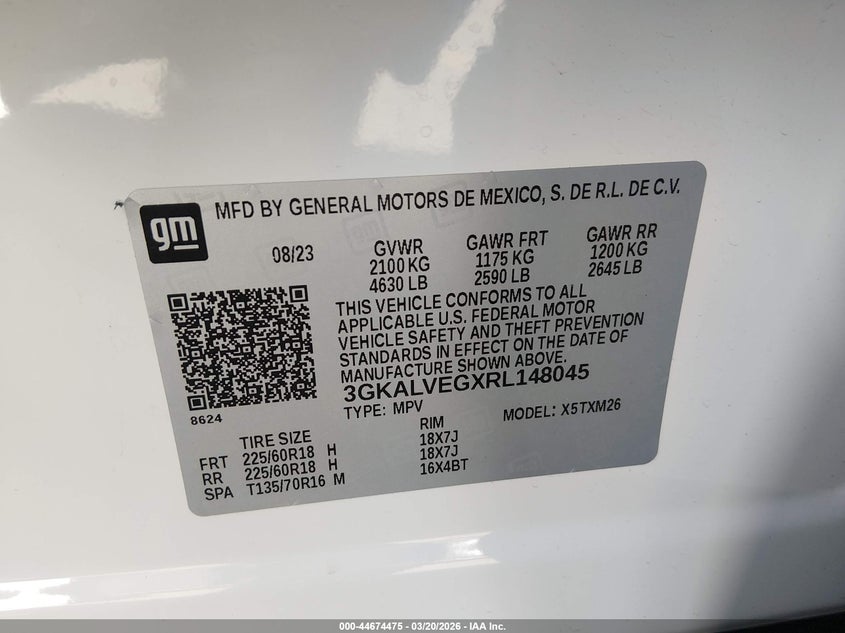 gm
MFD BY GENERAL MOTORS DE MEXICO, S. DE R.L. DE C.V.
08/23 GVWR GAWR FRT GAWR RR
2100 KG 1175 KG 1200 KG
4630 LB 2590 LB 2645 LB
THIS VEHICLE CONFORMS TO ALL
APPLICABLE U.S. FEDERAL MOTOR
VEHICLE SAFETY AND THEFT PREVENTION
STANDARDS IN EFFECT ON THE DATE OF
MANUFACTURE SHOWN ABOVE.
3GKALVEGXRL148045
8624
TYPE: MPV MODEL: X5TXM26
TIRE SIZE RIM
FRT 225/60R18 H 18X7J
RR 225/60R18 H 18X7J
SPA T135/70R16 M 16X4BT
000-44674475 - 03/20/2026 - IAA Inc.